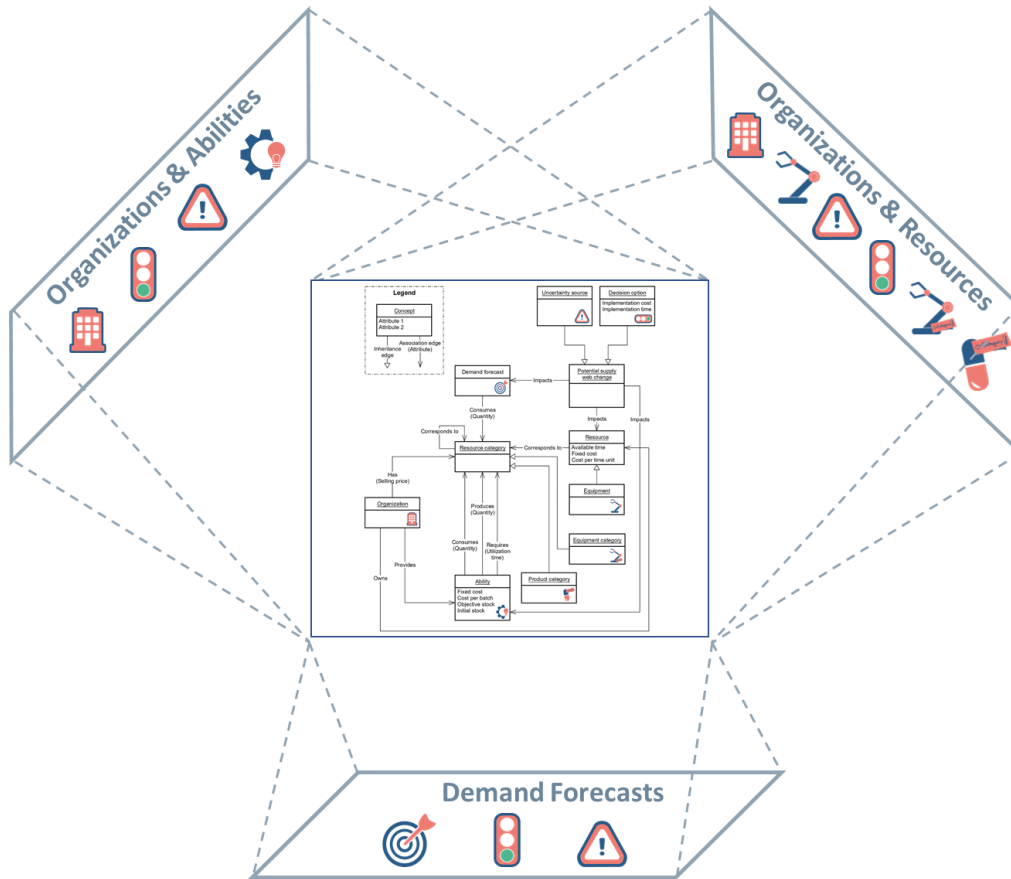 Organizations & Abilities
Organizations & Resources
Legend
Concept
Attribute 1
Attribute 2
Inheritance
edge
Association edge
(Attribute)
Uncertainty source
Decision option
Implementation cost
Implementation time
Demand forecast
Impacts
Potential supply
web change
Impacts
Impacts
Consumes
(Quantity)
Corresponds to
Resource category
Corresponds to
Resource
Available time
Fixed cost
Cost per time unit
Has
(Selling price)
Equipment
Organization
Produces
(Quantity)
Consumes
(Quantity)
Requires
(Utilization
time)
Equipment category
Owns
Provides
Ability
Fixed cost
Cost per batch
Objective stock
Initial stock
Product category
Demand Forecasts